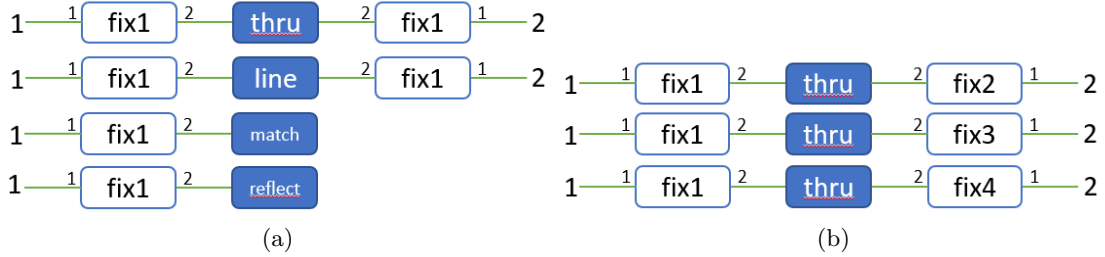 1 1 fix1 2 thru 2 fix1 1 2
1 1 fix1 2 line 2 fix1 1 2
1 1 fix1 2 match
1 1 fix1 2 reflect
(a)
1 1 fix1 2 thru 2 fix2 1 2
1 1 fix1 2 thru 2 fix3 1 2
1 1 fix1 2 thru 2 fix4 1 2
(b)